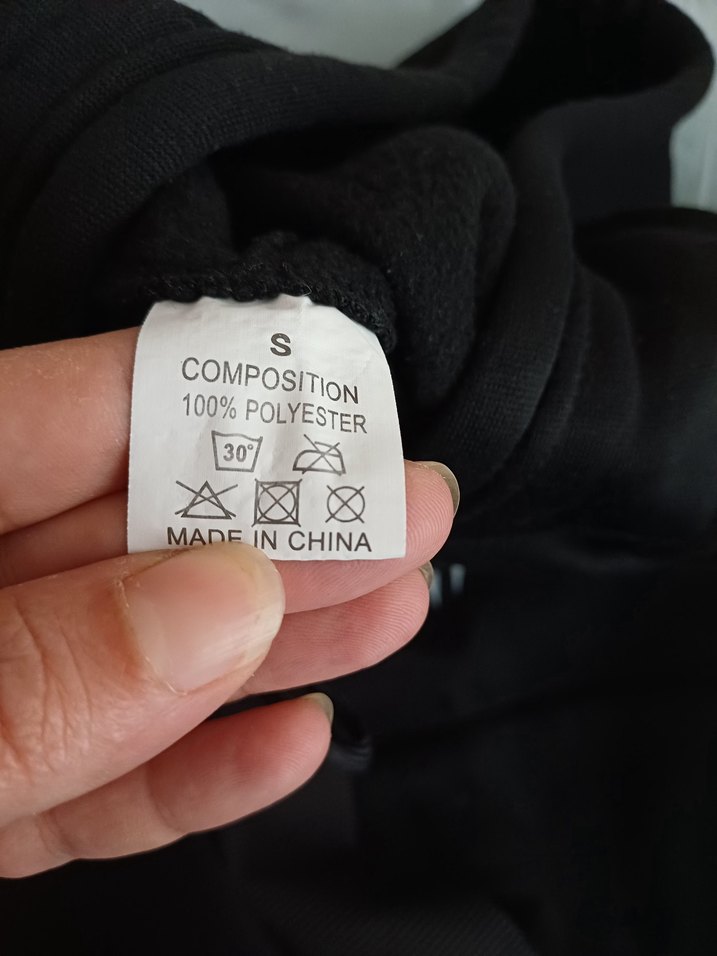 S
COMPOSITION
100% POLYESTER
30°
MADE IN CHINA